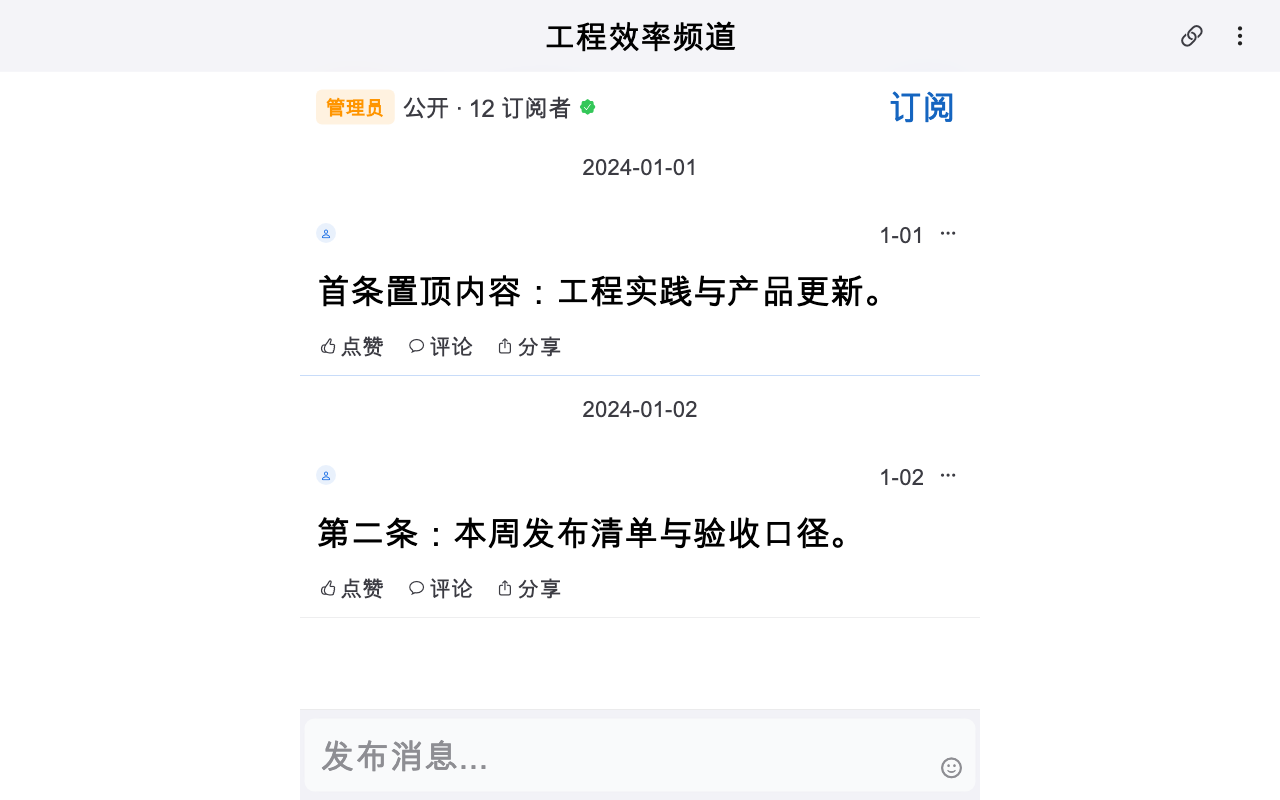 工程效率频道
管理员 公开 · 12 订阅者 订阅
2024-01-01
1-01
首条置顶内容：工程实践与产品更新。
点赞 评论 分享
2024-01-02
1-02
第二条：本周发布清单与验收口径。
点赞 评论 分享
发布消息...